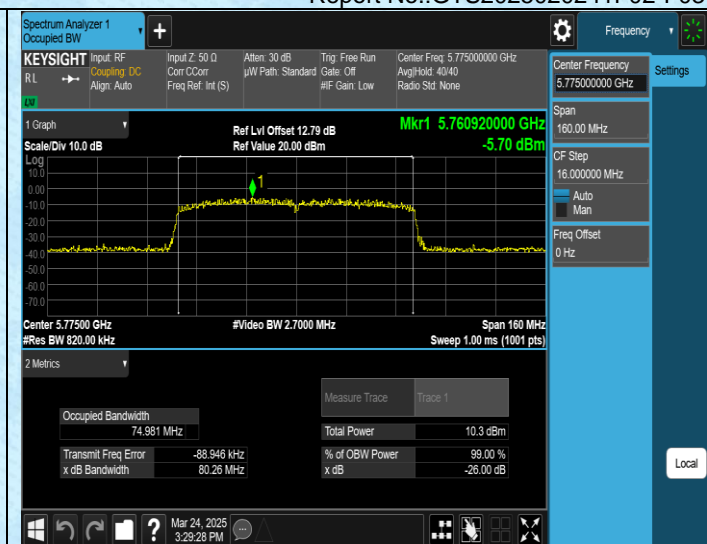 Spectrum Analyzer 1
Occupied BW
+
Frequency
KEYSIGHT
RL
LXI
Input: RF
Coupling: DC
Align: Auto
Input Z: 50 Ω
Corr CCorr
Freq Ref: Int (S)
Atten: 30 dB
µW Path: Standard
Trig: Free Run
Gate: Off
#IF Gain: Low
Center Freq: 5.775000000 GHz
Avg|Hold: 40/40
Radio Std: None
Center Frequency
5.775000000 GHz
Settings
Span
160.00 MHz
CF Step
16.000000 MHz
Auto
Man
Freq Offset
0 Hz
1 Graph
Scale/Div 10.0 dB
Ref Lvl Offset 12.79 dB
Ref Value 20.00 dBm
Mkr1 5.760920000 GHz
-5.70 dBm
Log
10.0
0.00
-10.0
-20.0
-30.0
-40.0
-50.0
-60.0
-70.0
1
Center 5.77500 GHz
#Res BW 820.00 kHz
#Video BW 2.7000 MHz
Span 160 MHz
Sweep 1.00 ms (1001 pts)
2 Metrics
Measure Trace
Trace 1
Occupied Bandwidth
74.981 MHz
Total Power
10.3 dBm
Transmit Freq Error
-88.946 kHz
% of OBW Power
99.00 %
x dB Bandwidth
80.26 MHz
x dB
-26.00 dB
Local
?
Mar 24, 2025
3:29:28 PM